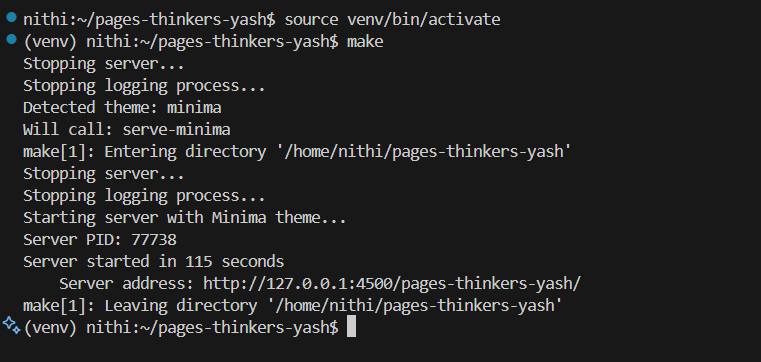 nithi:~/pages-thinkers-yash$ source venv/bin/activate
(venv) nithi:~/pages-thinkers-yash$ make
Stopping server...
Stopping logging process...
Detected theme: minima
Will call: serve-minima
make[1]: Entering directory '/home/nithi/pages-thinkers-yash'
Stopping server...
Stopping logging process...
Starting server with Minima theme...
Server PID: 77738
Server started in 115 seconds
    Server address: http://127.0.0.1:4500/pages-thinkers-yash/
make[1]: Leaving directory '/home/nithi/pages-thinkers-yash'
(venv) nithi:~/pages-thinkers-yash$